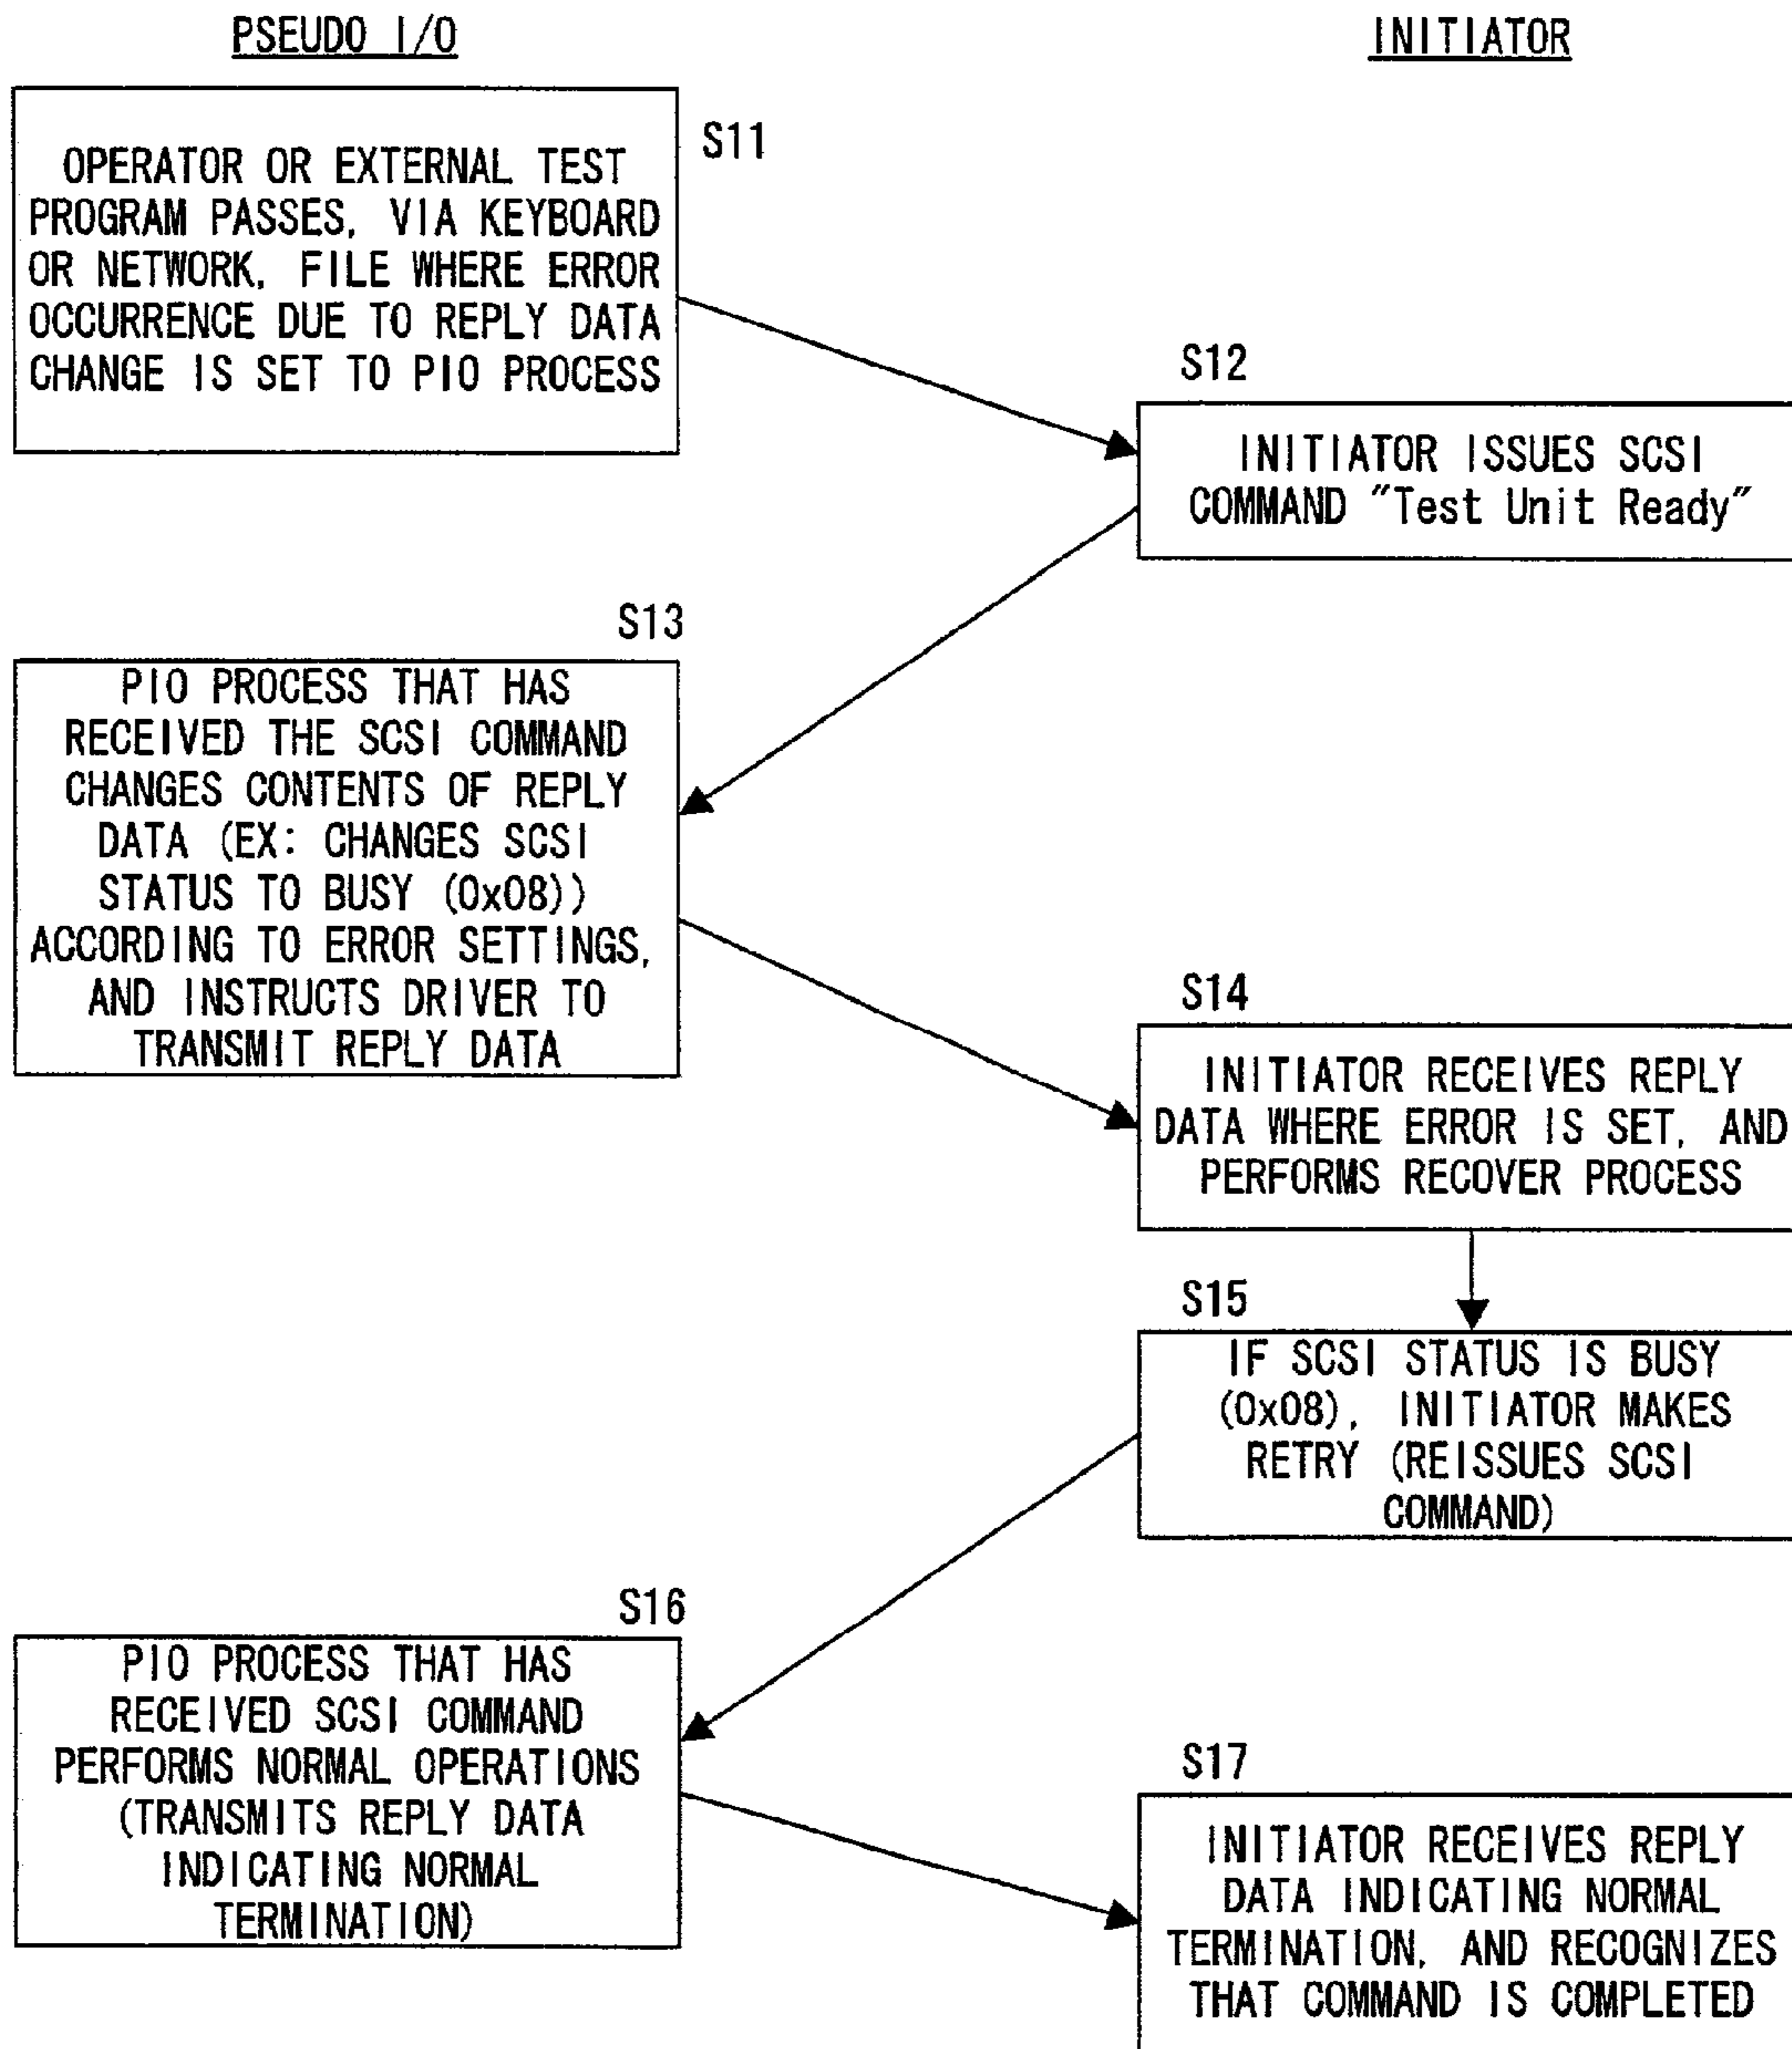 PSEUDO I/O
INITIATOR
S11
OPERATOR OR EXTERNAL TEST
PROGRAM PASSES, VIA KEYBOARD
OR NETWORK, FILE WHERE ERROR
OCCURRENCE DUE TO REPLY DATA
CHANGE IS SET TO PIO PROCESS
S12
INITIATOR ISSUES SCSI
COMMAND "Test Unit Ready"
S13
PIO PROCESS THAT HAS
RECEIVED THE SCSI COMMAND
CHANGES CONTENTS OF REPLY
DATA (EX: CHANGES SCSI
STATUS TO BUSY (0x08))
ACCORDING TO ERROR SETTINGS,
AND INSTRUCTS DRIVER TO
TRANSMIT REPLY DATA
S14
INITIATOR RECEIVES REPLY
DATA WHERE ERROR IS SET, AND
PERFORMS RECOVER PROCESS
S15
IF SCSI STATUS IS BUSY
(0x08), INITIATOR MAKES
RETRY (REISSUES SCSI
COMMAND)
S16
PIO PROCESS THAT HAS
RECEIVED SCSI COMMAND
PERFORMS NORMAL OPERATIONS
(TRANSMITS REPLY DATA
INDICATING NORMAL
TERMINATION)
S17
INITIATOR RECEIVES REPLY
DATA INDICATING NORMAL
TERMINATION, AND RECOGNIZES
THAT COMMAND IS COMPLETED